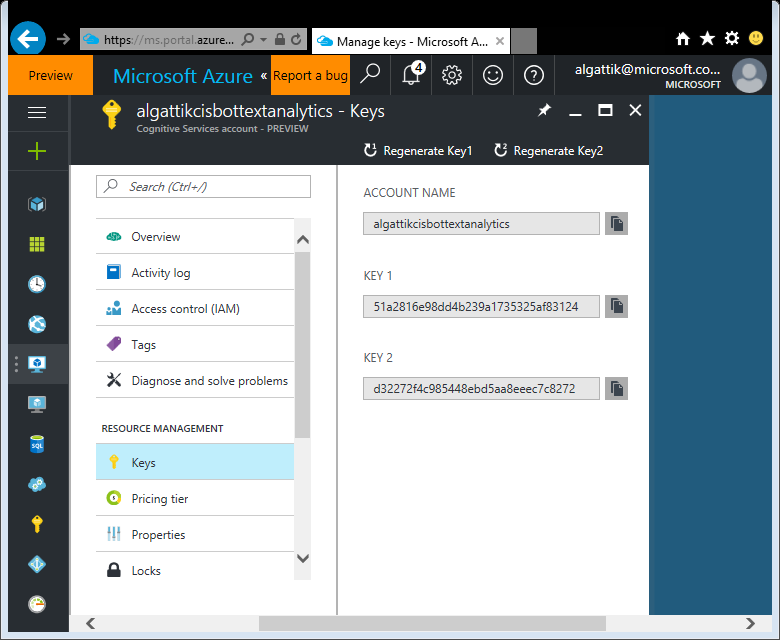 https://ms.portal.azure...
Manage keys - Microsoft A...
Preview
Microsoft Azure «
Report a bug
4
algattik@microsoft.co...
MICROSOFT
algattikcisbottextanalytics - Keys
Cognitive Services account - PREVIEW
Regenerate Key1
Regenerate Key2
Search (Ctrl+/)
Overview
Activity log
Access control (IAM)
Tags
Diagnose and solve problems
RESOURCE MANAGEMENT
Keys
Pricing tier
Properties
Locks
ACCOUNT NAME
algattikcisbottextanalytics
KEY 1
51a2816e98dd4b239a1735325af83124
KEY 2
d32272f4c985448ebd5aa8eeec7c8272
SQL